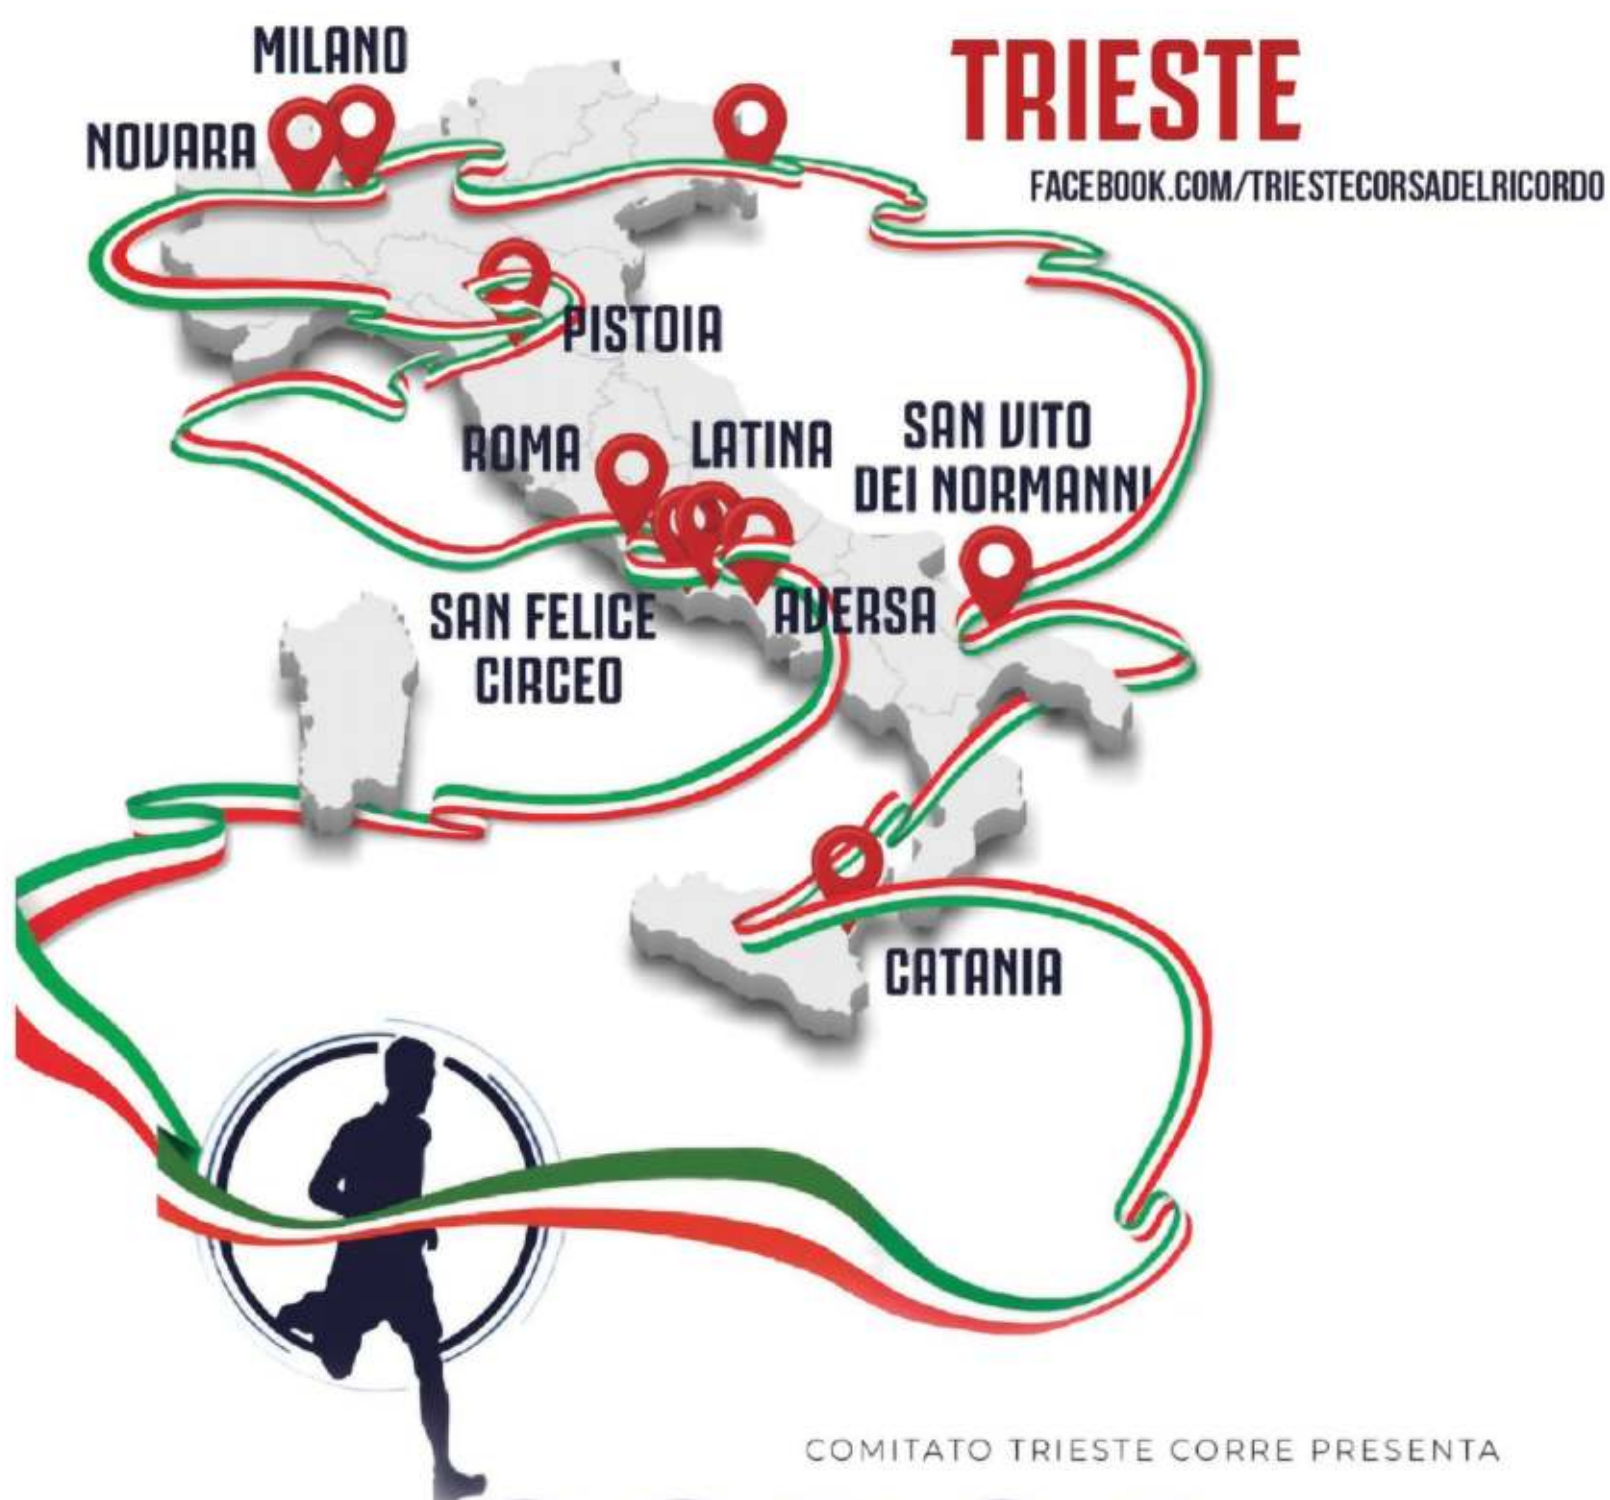 MILANO
TRIESTE
NOVARA
FACEBOOK.COM/TRIESTECORSADELRICORDO
PISTOIA
ROMA
LATINA
SAN VITO
DEI NORMANNI
SAN FELICE
CIRCEO
AVERSA
CATANIA
COMITATO TRIESTE CORRE PRESENTA